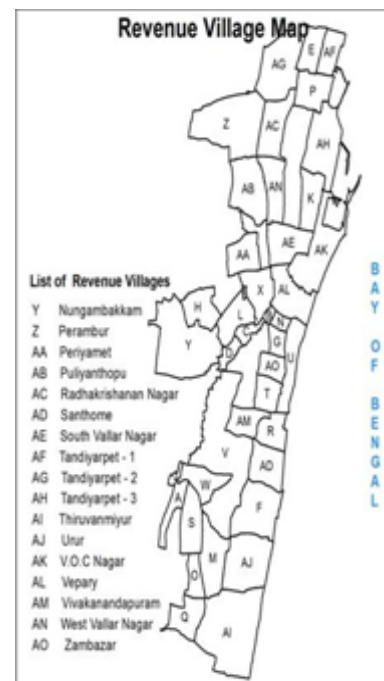 Revenue Village Map
E AF
AG
P
Z
AC
AH
AB
AN
K
AE
AK
AA
X
AL
List of Revenue Villages
Y Nungambakkam
Z Perambur
AA Periyamet
AB Puliyanthopu
AC Radhakrishanan Nagar
AD Santhome
AE South Vallar Nagar
AF Tandiyarpet - 1
AG Tandiyarpet - 2
AH Tandiyarpet - 3
AI Thiruvanmiyur
AJ Urur
AK V.O.C Nagar
AL Vepary
AM Vivakanandapuram
AN West Vallar Nagar
AO Zambazar
H
L
Y
N
G
D
U
AO
T
AM
R
V
AD
W
A
F
S
M
O
AJ
Q
AI
BAY OF BENGAL